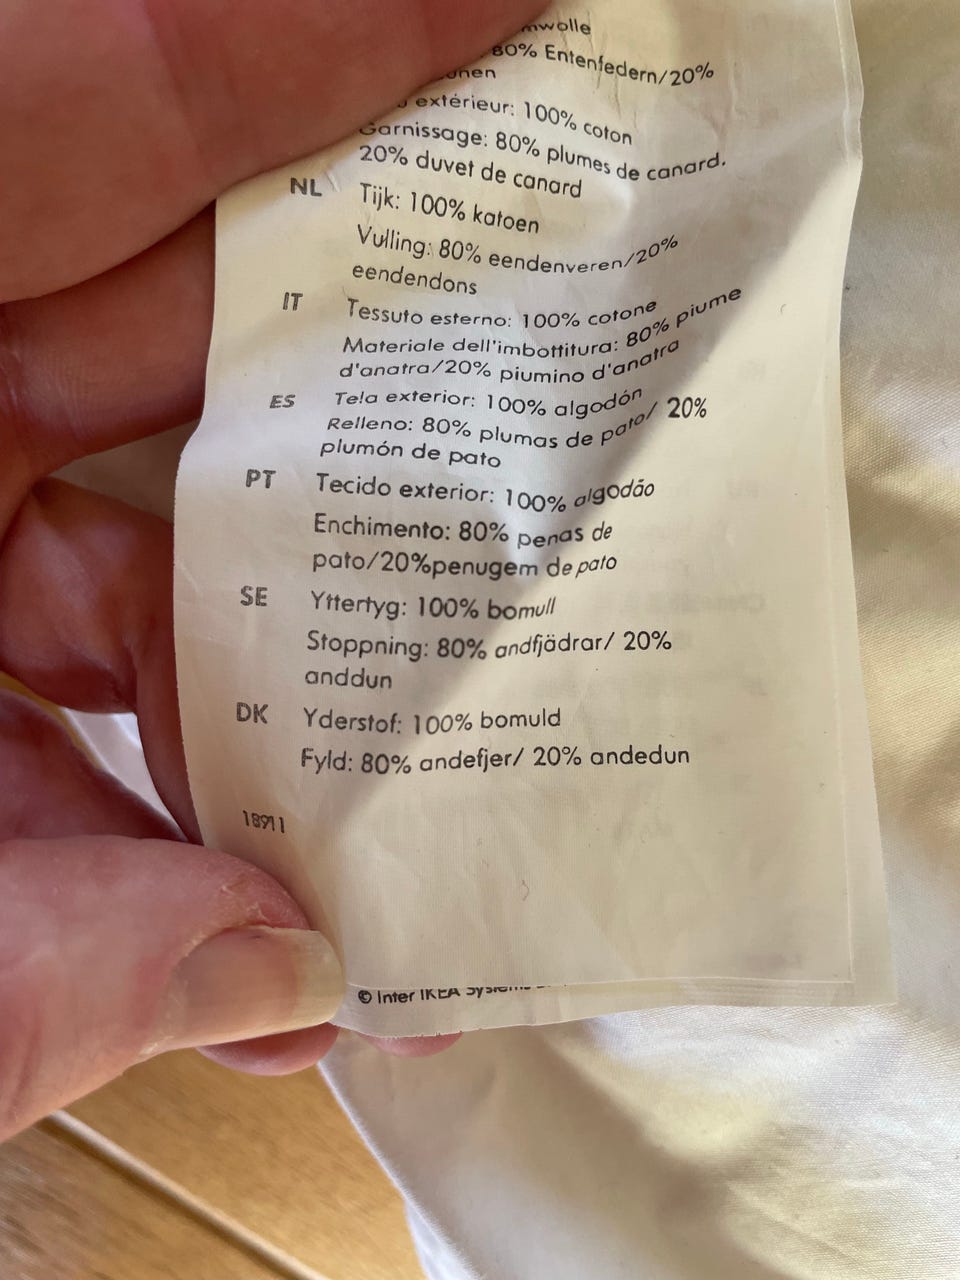 80% Entenfedern/20%
extérieur: 100% coton
Garnissage: 80% plumes de canard.
20% duvet de canard
NL Tijk: 100% katoen
Vulling: 80% eendenveren/20%
eendendons
IT Tessuto esterno: 100% cotone
Materiale dell'imbottitura: 80% piume
d'anatra/20% piumino d'anatra
ES Tela exterior: 100% algodón
Relleno: 80% plumas de pato/ 20%
plumón de pato
PT Tecido exterior: 100% algodão
Enchimento: 80% penas de
pato/20%penugem de pato
SE Yttertyg: 100% bomull
Stoppning: 80% andfjädrar/ 20%
anddun
DK Yderstof: 100% bomuld
Fyld: 80% andefjer/ 20% andedun
18911
© Inter IKEA Systems